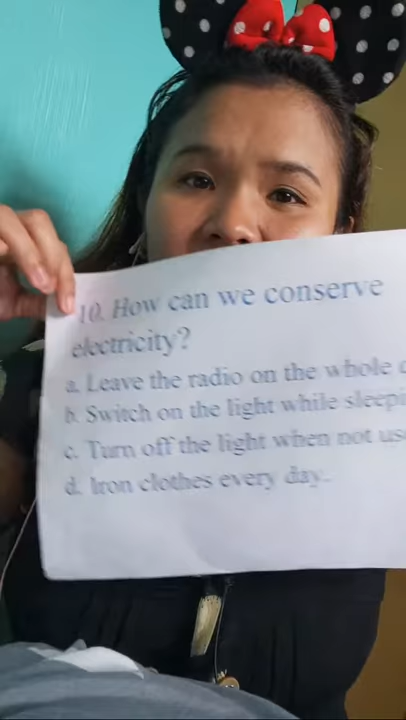 10. How can we conserve
electricity?
a. Leave the radio on the whole
b. Switch on the light while
c. Turn off the light when not
d. Iron clothes every day.